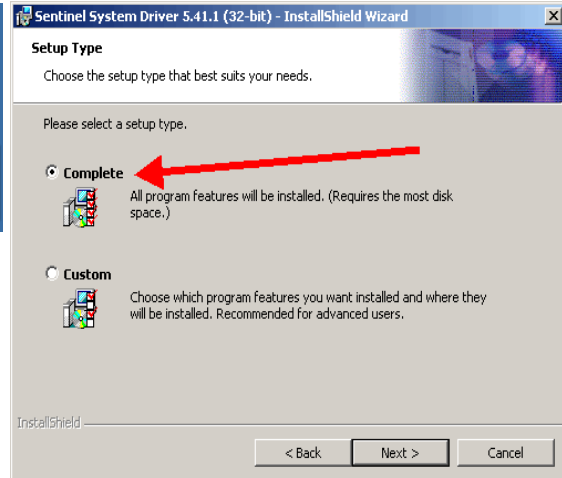 Sentinel System Driver 5.41.1 (32-bit) - InstallShield Wizard
Setup Type
Choose the setup type that best suits your needs.
Please select a setup type.
Complete
All program features will be installed. (Requires the most disk
space.)
Custom
Choose which program features you want installed and where they
will be installed. Recommended for advanced users.
InstallShield
< Back Next > Cancel